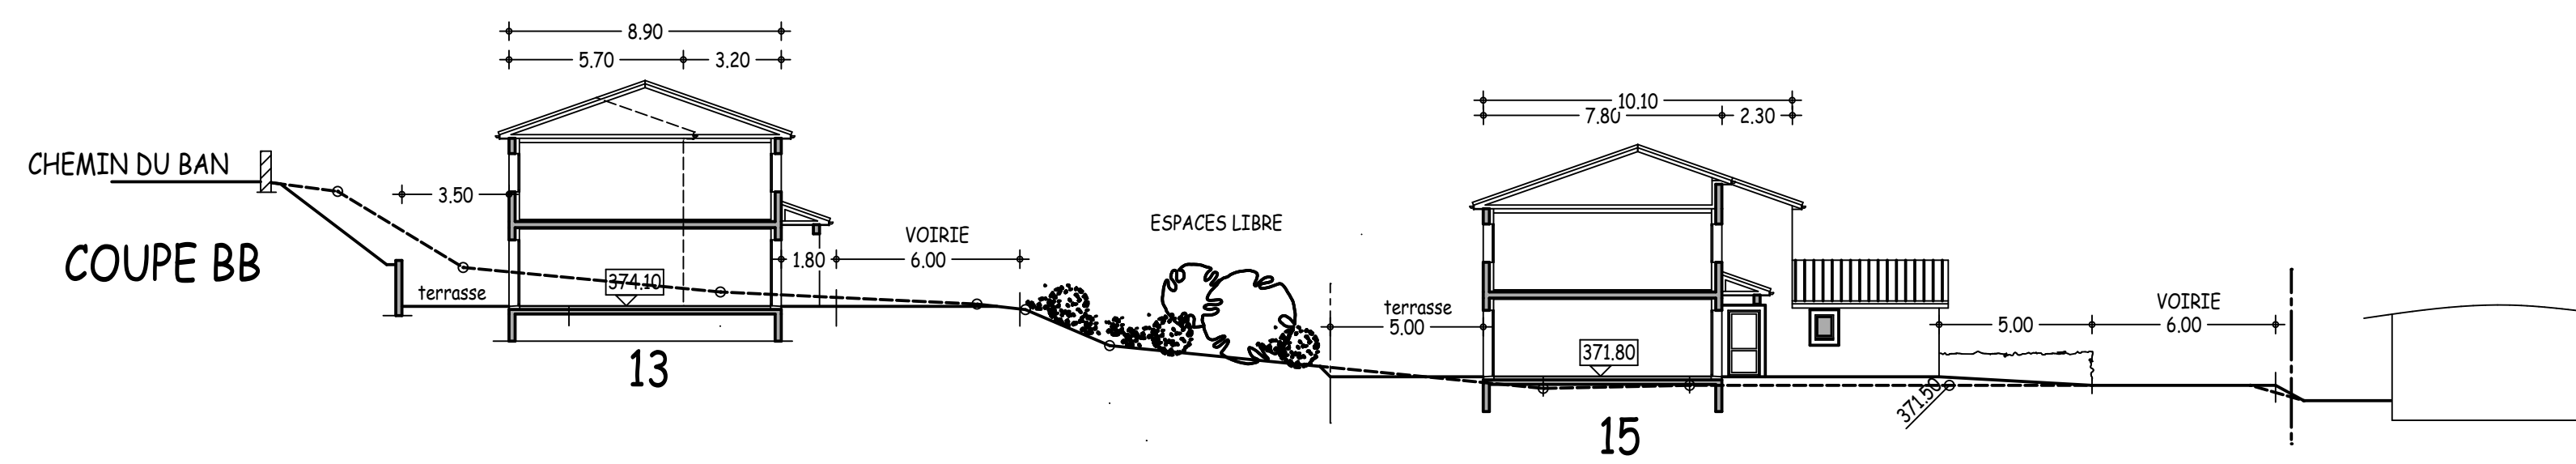 8.90
5.70 3.20
10.10
7.80 2.30
CHEMIN DU BAN
3.50
COUPE BB
ESPACES LIBRE
VOIRIE
1.80 6.00
terrasse
374.10
13
terrasse
5.00
371.80
15
VOIRIE
5.00 6.00
371.50